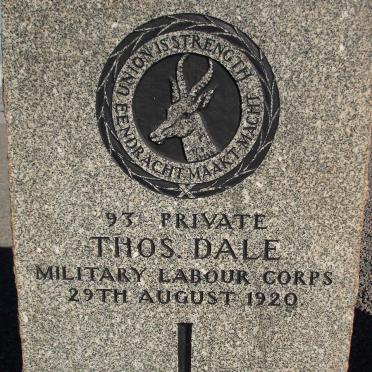 UNION IS STRENGTH
EENDRACHT MAAKT MACHT
93 PRIVATE
THOS. DALE
MILITARY LABOUR CORPS
29TH AUGUST 1920